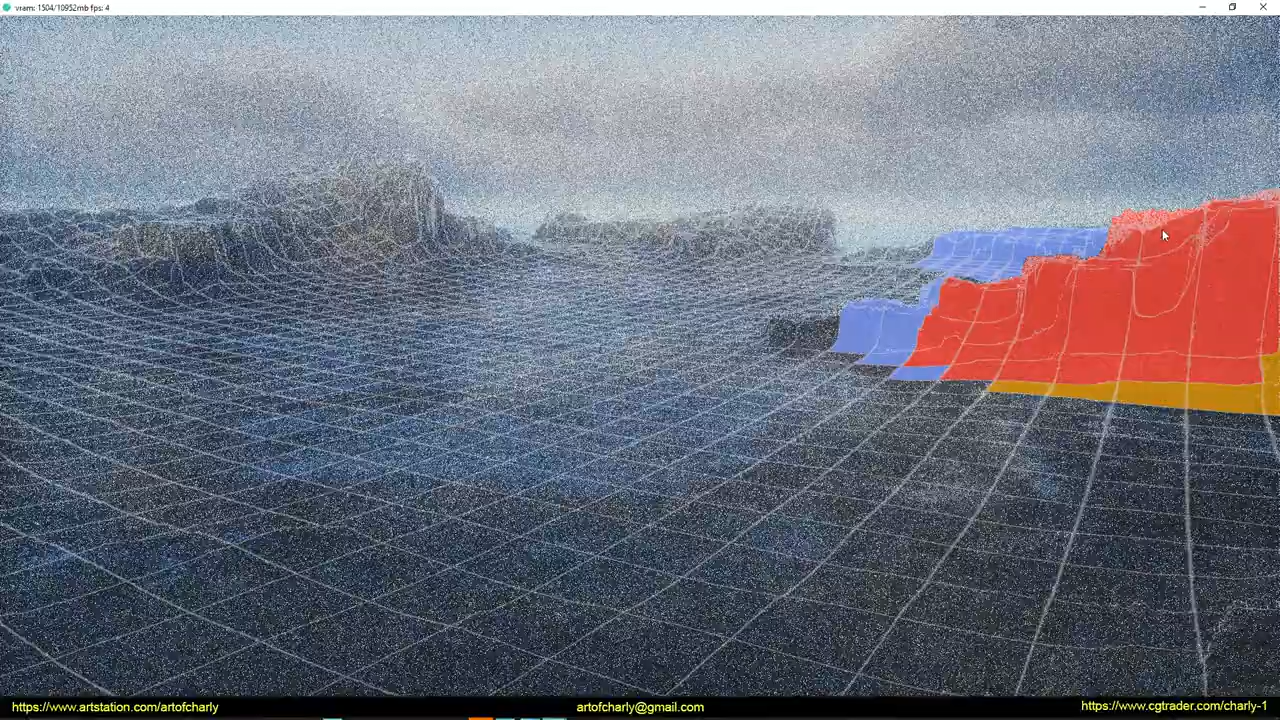 vram: 1504/10952mb fps: 4
https://www.artstation.com/artofcharly
artofcharly@gmail.com
https://www.cgtrader.com/charly-1